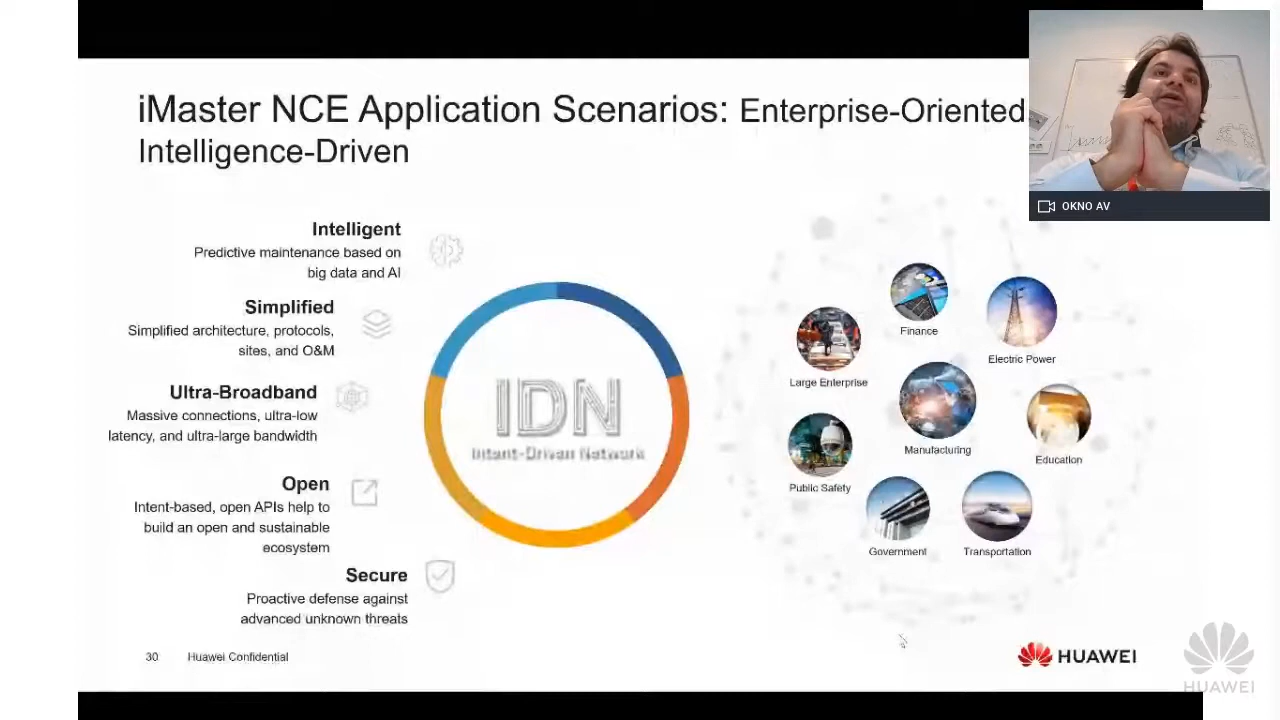 iMaster NCE Application Scenarios: Enterprise-Oriented
Intelligence-Driven
OKNO AV
Intelligent
Predictive maintenance based on
big data and AI
Simplified
Simplified architecture, protocols,
sites, and O&M
Ultra-Broadband
Massive connections, ultra-low
latency, and ultra-large bandwidth
Open
Intent-based, open APIs help to
build an open and sustainable
ecosystem
Secure
Proactive defense against
advanced unknown threats
IDN
Intent-Driven Network
Finance
Electric Power
Large Enterprise
Manufacturing
Education
Public Safety
Government
Transportation
30 Huawei Confidential
HUAWEI
HUAWEI